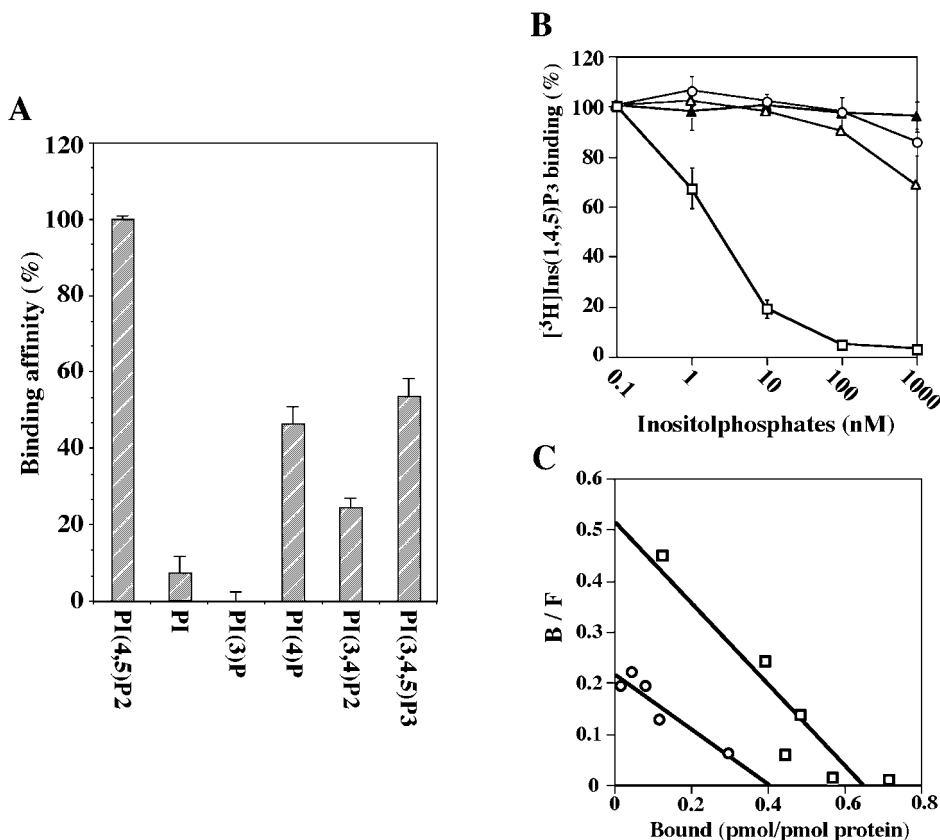 A
Binding affinity (%)
120
100
80
60
40
20
0
PI(4,5)P2
PI
PI(3)P
PI(4)P
PI(3,4)P2
PI(3,4,5)P3
B
[3H]Ins(1,4,5)P3 binding (%)
120
100
80
60
40
20
0
0.1
1
10
100
1000
Inositolphosphates (nM)
C
B / F
0.6
0.5
0.4
0.3
0.2
0.1
0
0
0.2
0.4
0.6
0.8
Bound (pmol/pmol protein)